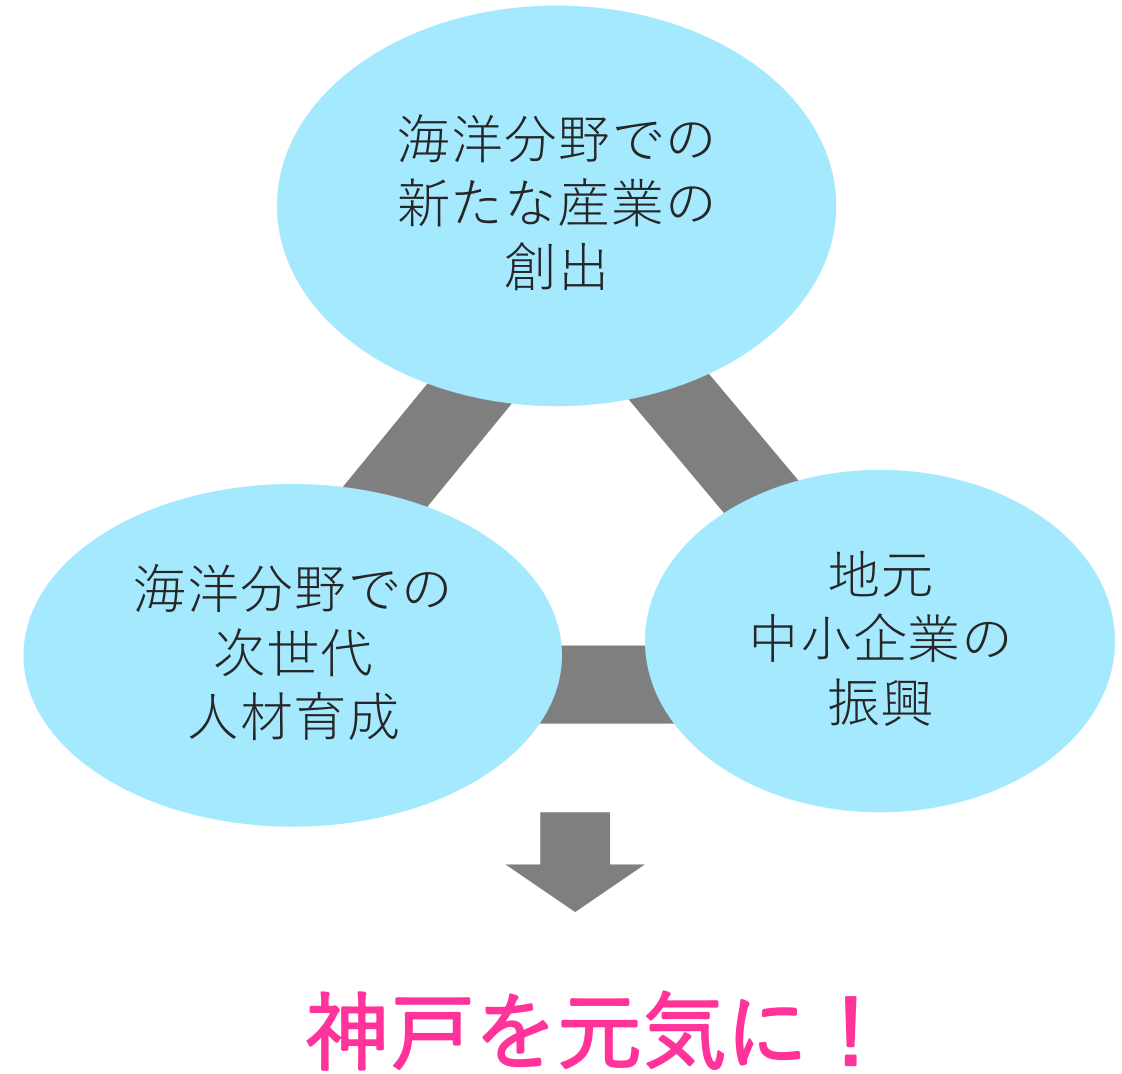 海洋分野での
新たな産業の
創出
海洋分野での
次世代
人材育成
地元
中小企業の
振興
神戸を元気に！